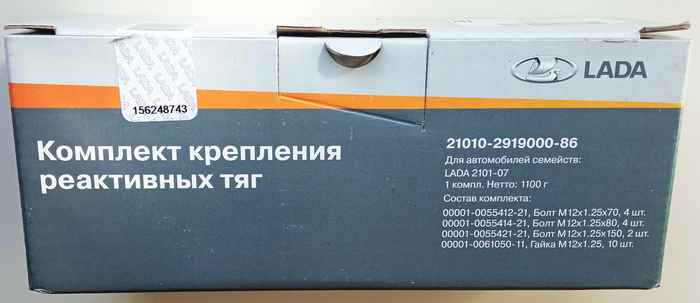 LADA
156248743
LADA
Комплект крепления
реактивных тяг
21010-2919000-86
Для автомобилей семейств:
LADA 2101-07
1 компл. Нетто: 1100 г
Состав комплекта:
00001-0055412-21, Болт М12х1.25х70, 4 шт.
00001-0055414-21, Болт М12х1.25х80, 4 шт.
00001-0055421-21, Болт М12х1.25х150, 2 шт.
00001-0061050-11, Гайка М12х1.25, 10 шт.